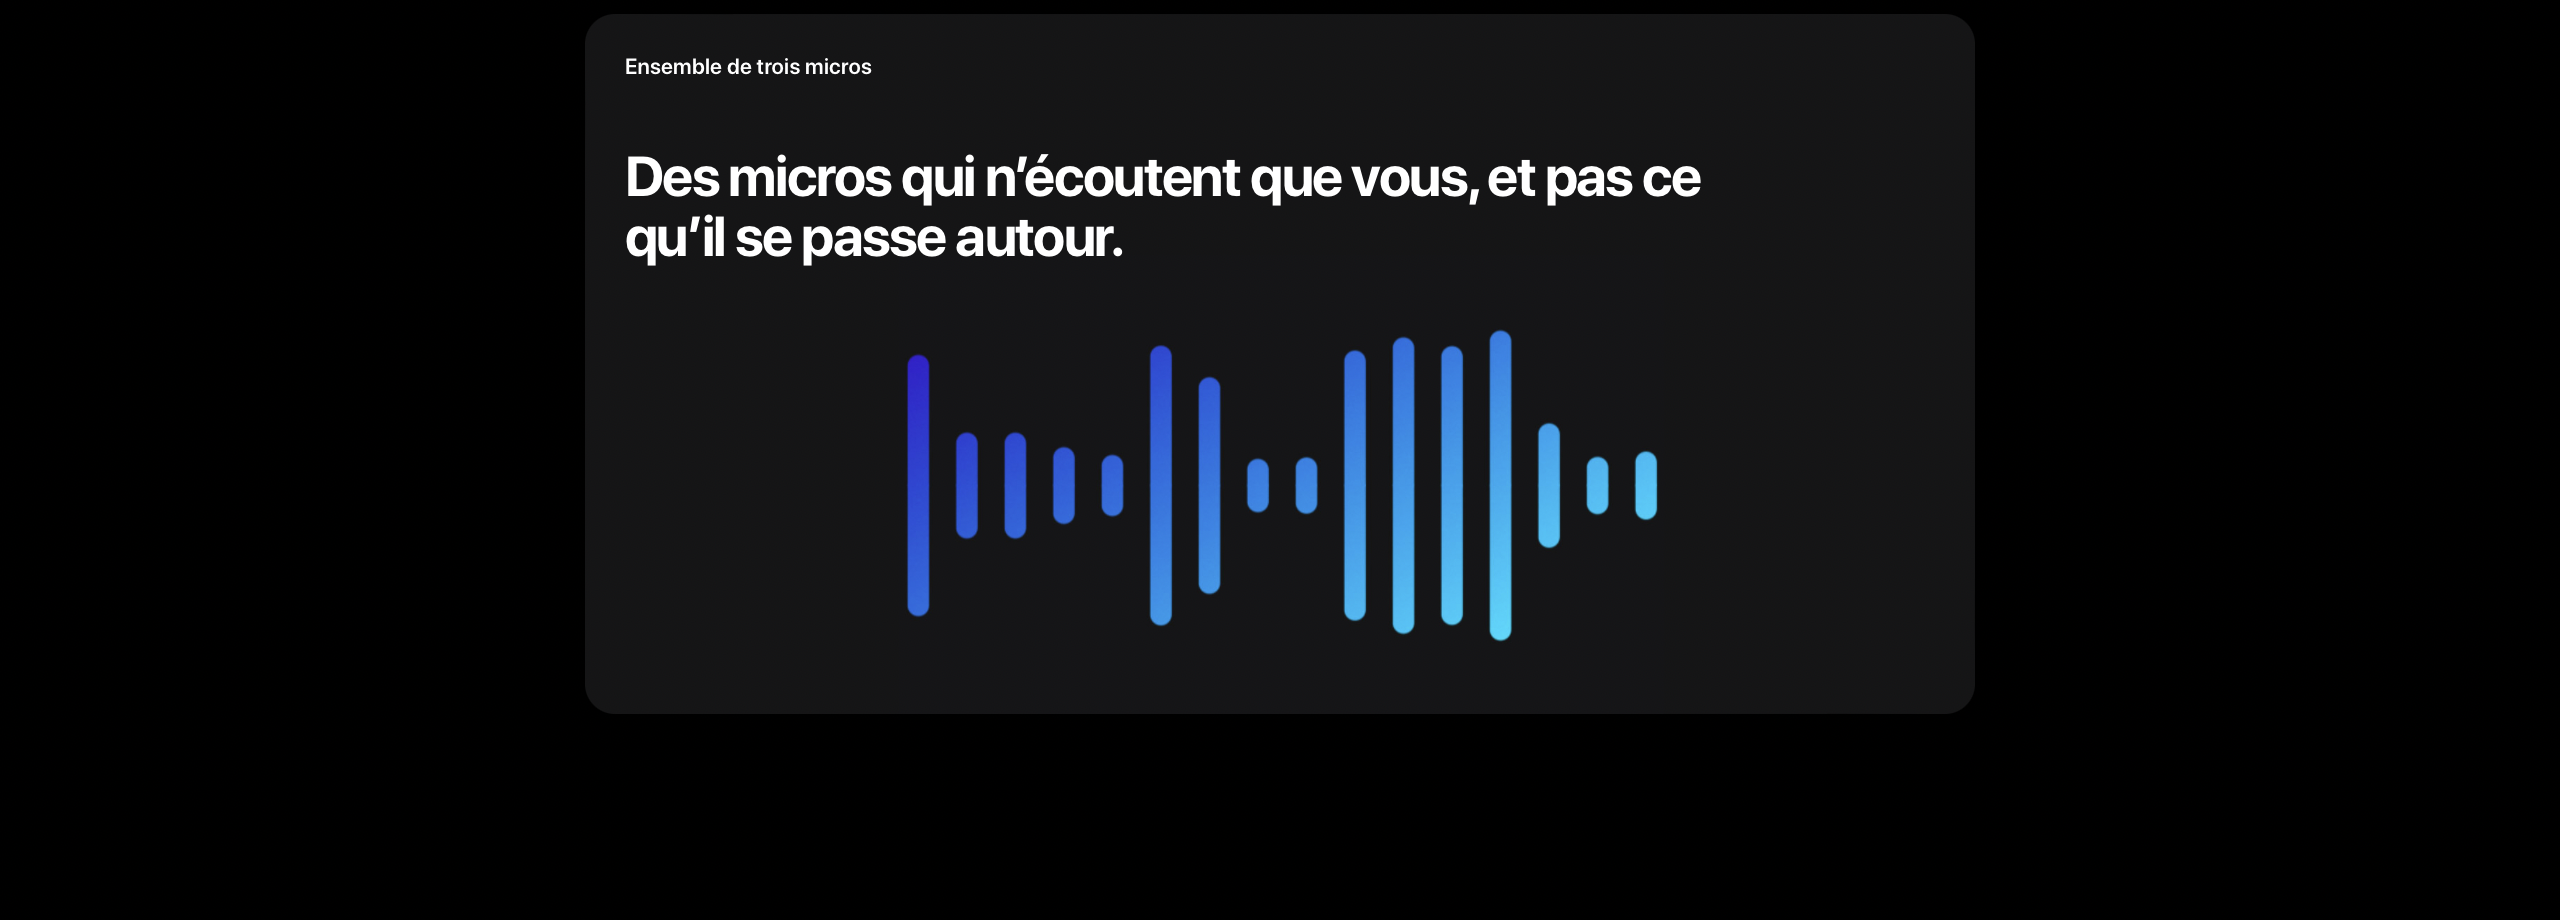 Ensemble de trois micros
Des micros qui n’écoutent que vous, et pas ce
qu’il se passe autour.